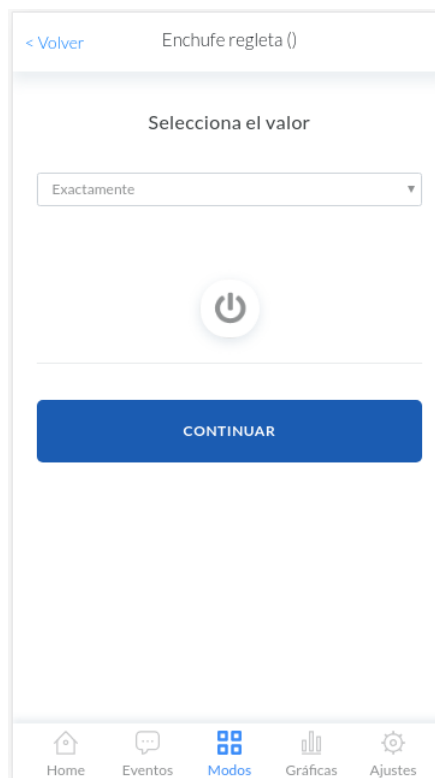 < Volver Enchufe regleta ()
Selecciona el valor
Exactamente
CONTINUAR
Home Eventos Modos Gráficas Ajustes